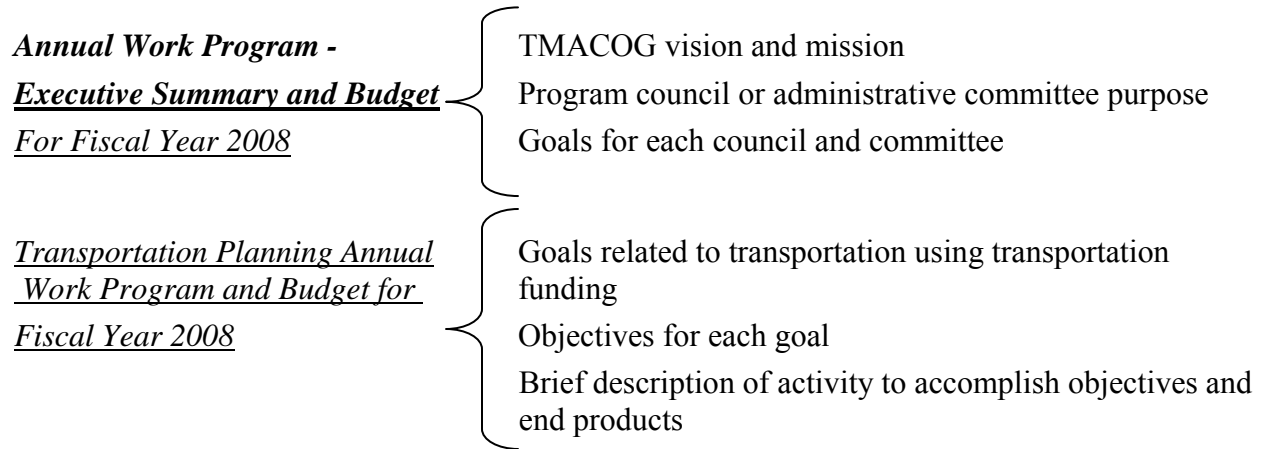 Annual Work Program -
Executive Summary and Budget
For Fiscal Year 2008
TMACOG vision and mission
Program council or administrative committee purpose
Goals for each council and committee
Transportation Planning Annual
Work Program and Budget for
Fiscal Year 2008
Goals related to transportation using transportation
funding
Objectives for each goal
Brief description of activity to accomplish objectives and
end products